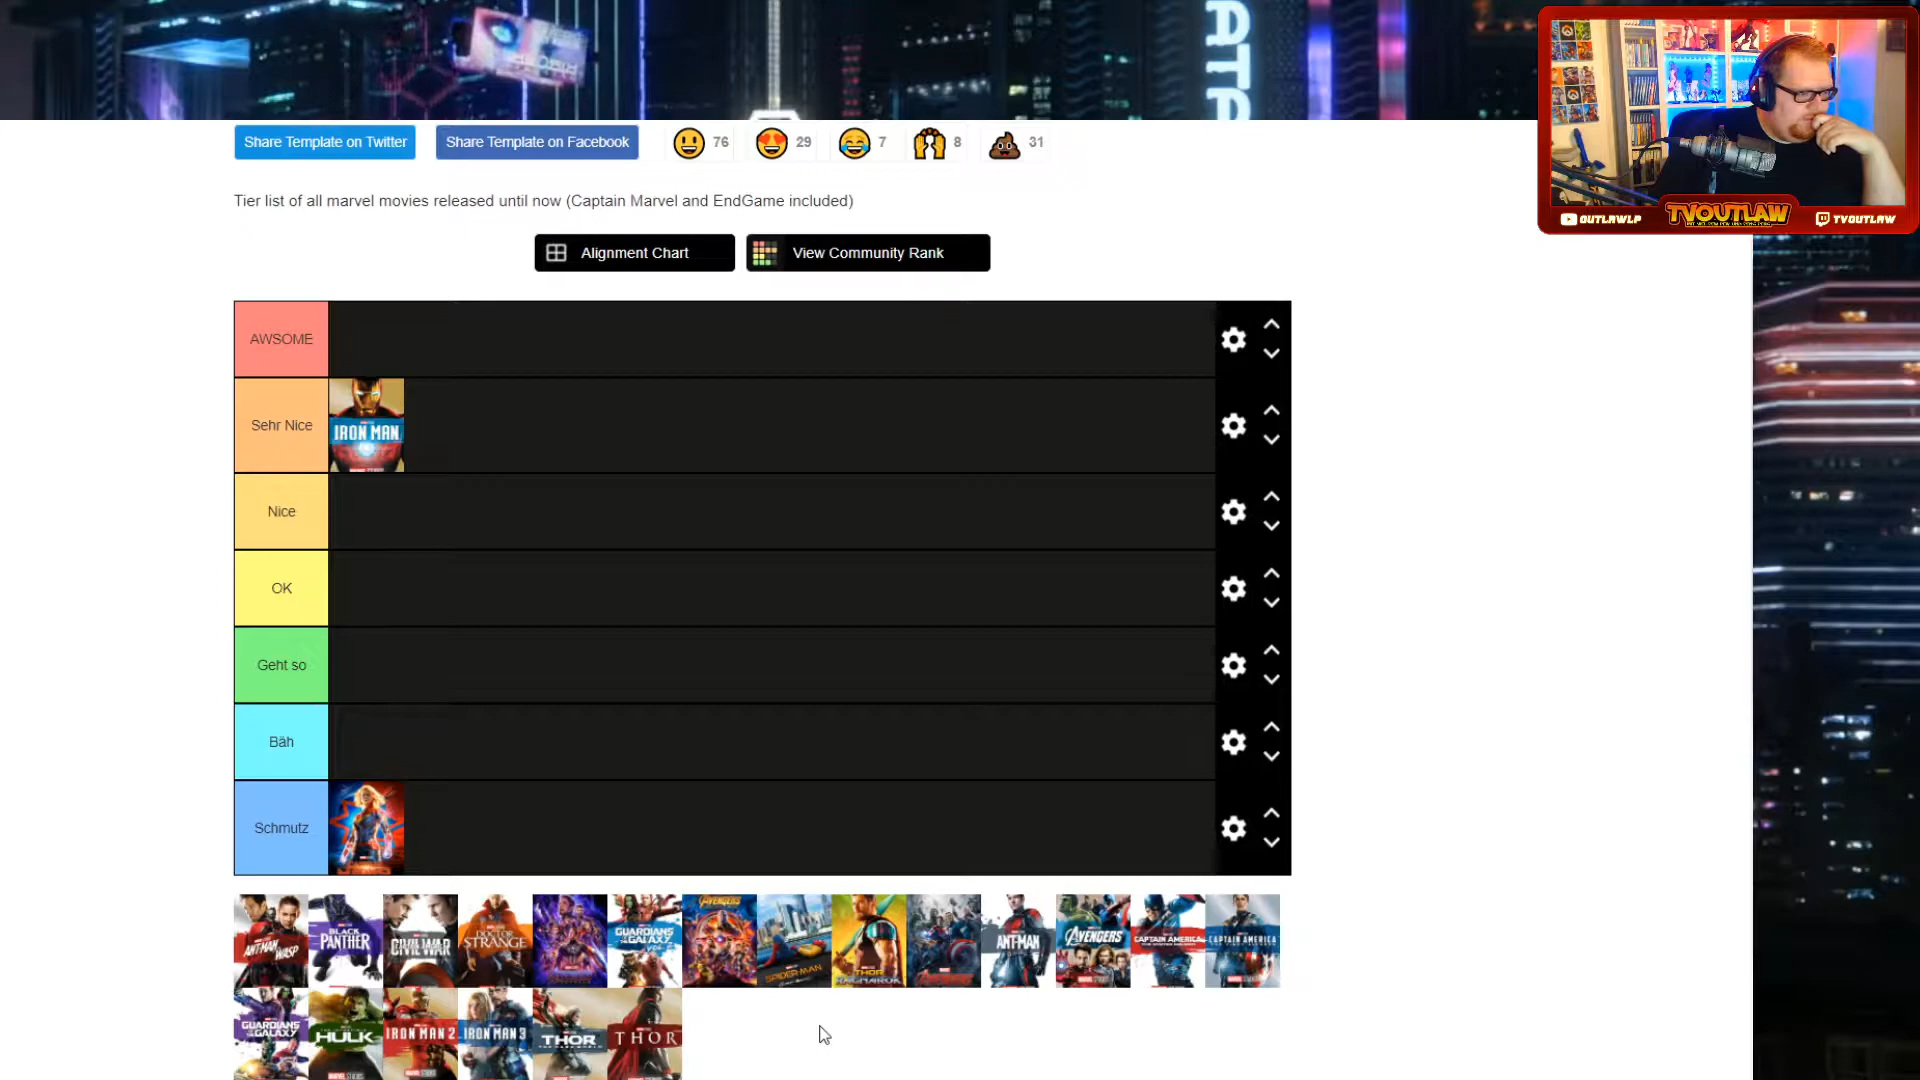 ATA
Share Template on Twitter
Share Template on Facebook
76
29
7
8
31
OUTLAWLP
TVOUTLAW
TVOUTLAW
Tier list of all marvel movies released until now (Captain Marvel and EndGame included)
Alignment Chart
View Community Rank
AWSOME
Sehr Nice
IRON MAN
Nice
OK
Geht so
Bäh
Schmutz
ANT-MAN
WASP
BLACK
PANTHER
CIVIL WAR
DOCTOR
STRANGE
GUARDIANS
GALAXY
AVENGERS
SPIDER-MAN
THOR
RAGNAROK
ANT-MAN
AVENGERS
CAPTAIN AMERICA
CAPTAIN AMERICA
GUARDIANS
GALAXY
HULK
IRON MAN 2
IRON MAN 3
THOR
THOR